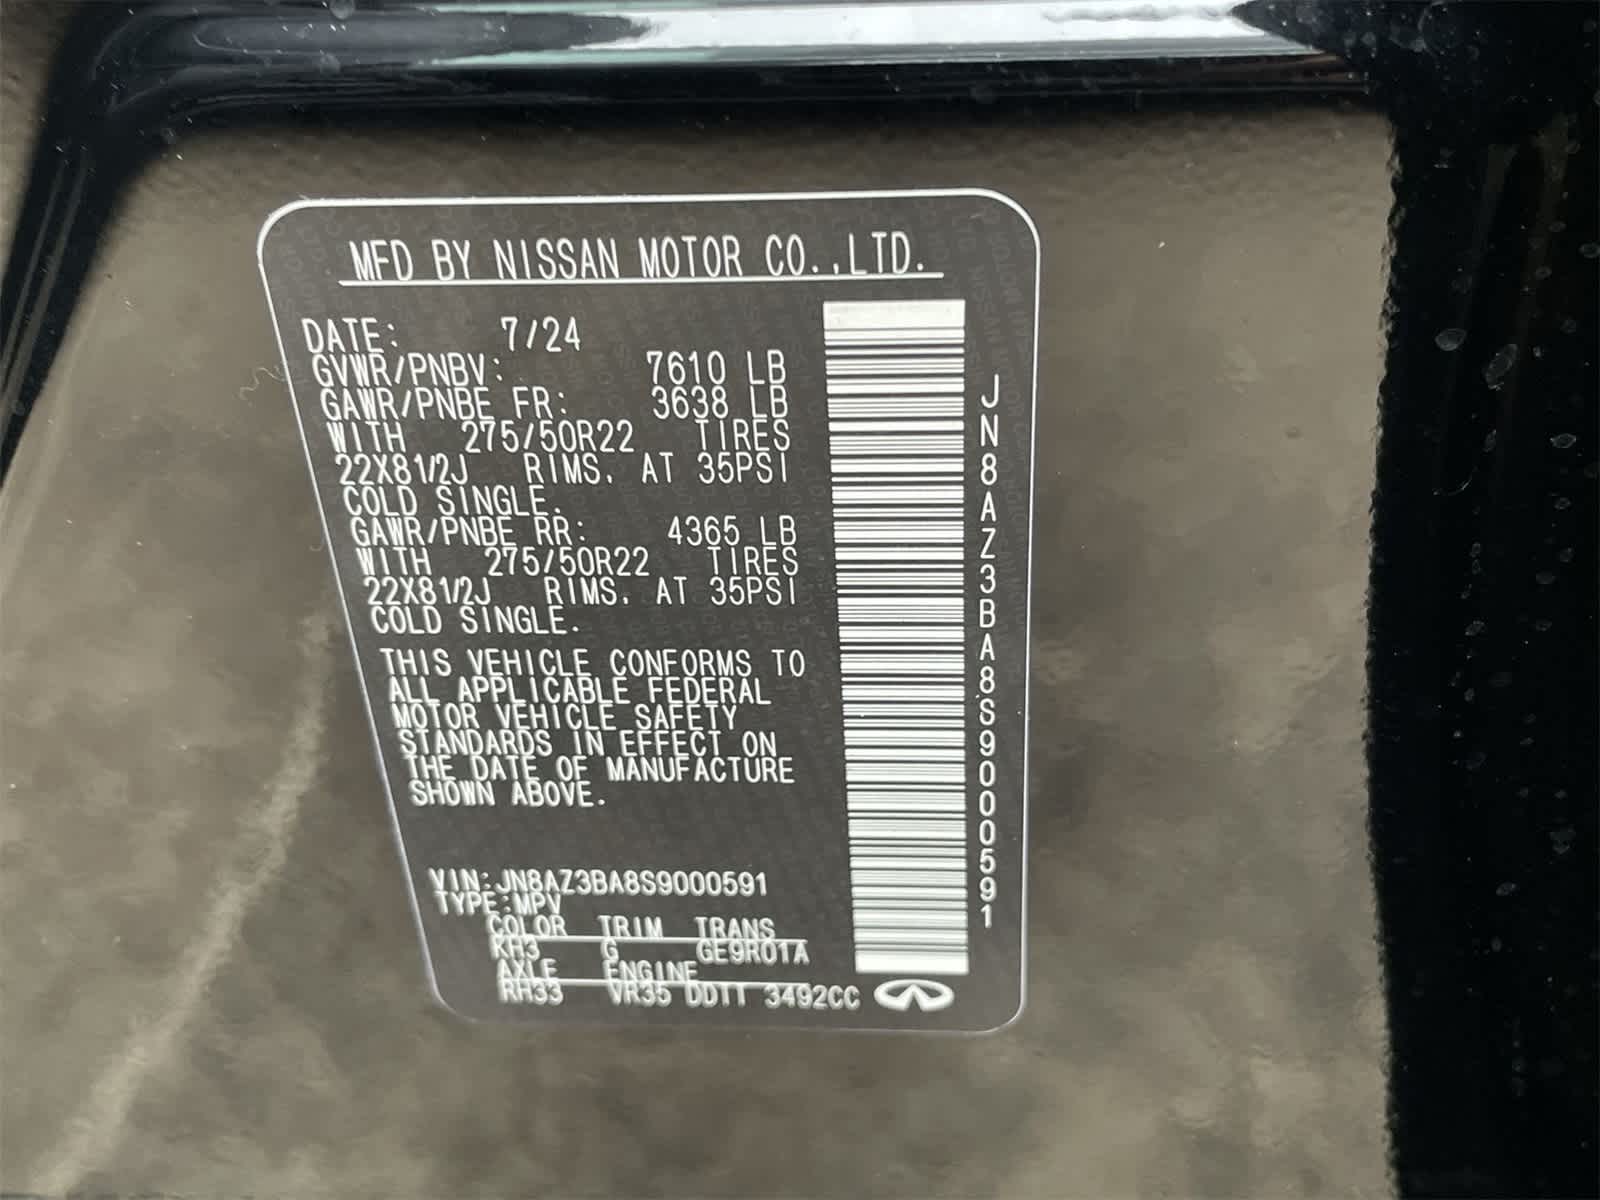 MFD BY NISSAN MOTOR CO.,LTD.
DATE: 7/24
GVWR/PNBV: 7610 LB
GAWR/PNBE FR: 3638 LB
WITH 275/50R22 TIRES
22X81/2J RIMS. AT 35PSI
COLD SINGLE.
GAWR/PNBE RR: 4365 LB
WITH 275/50R22 TIRES
22X81/2J RIMS. AT 35PSI
COLD SINGLE.
THIS VEHICLE CONFORMS TO
ALL APPLICABLE FEDERAL
MOTOR VEHICLE SAFETY
STANDARDS IN EFFECT ON
THE DATE OF MANUFACTURE
SHOWN ABOVE.
VIN:JN8AZ3BA8S9000591
TYPE:MPV
COLOR TRIM TRANS
KH3 G GE9R01A
AXLE ENGINE
RH33 VR35 DDTT 3492CC
JN8AZ3BA8S9000591